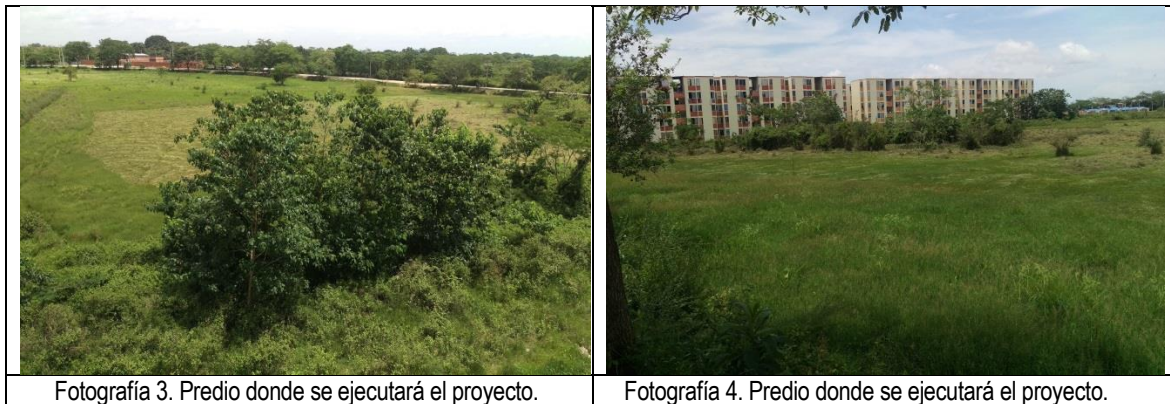 Fotografía 3. Predio donde se ejecutará el proyecto.
Fotografía 4. Predio donde se ejecutará el proyecto.